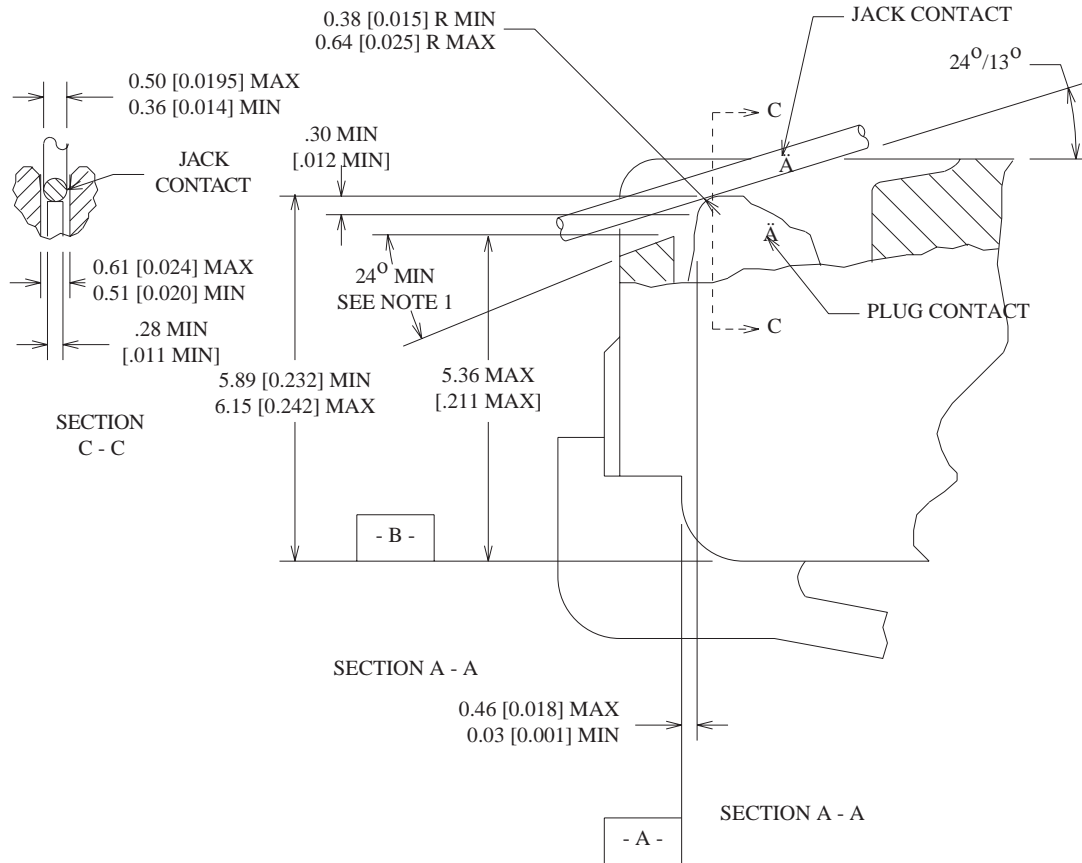 0.38 [0.015] R MIN
0.64 [0.025] R MAX
JACK CONTACT
24O/13O
0.50 [0.0195] MAX
0.36 [0.014] MIN
.30 MIN
[.012 MIN]
C
JACK
CONTACT
Ä
Ä
24O MIN
SEE NOTE 1
0.61 [0.024] MAX
0.51 [0.020] MIN
PLUG CONTACT
C
.28 MIN
[.011 MIN]
5.89 [0.232] MIN
6.15 [0.242] MAX
5.36 MAX
[.211 MAX]
SECTION
C - C
- B -
SECTION A - A
0.46 [0.018] MAX
0.03 [0.001] MIN
SECTION A - A
- A -